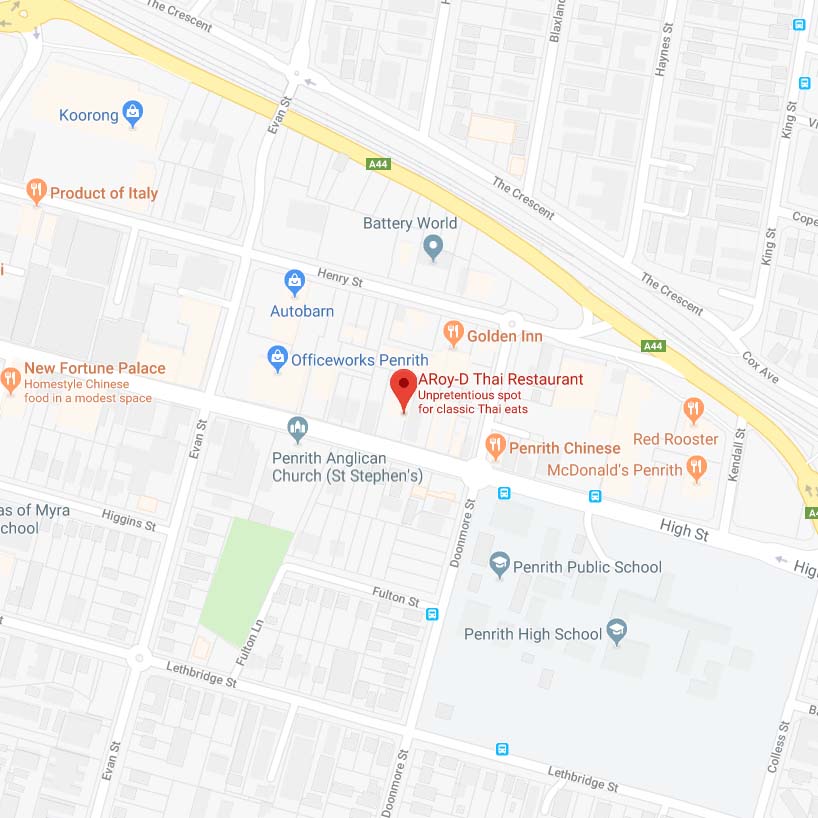 The Crescent
Blaxland
Haynes St
King St
Koorong
Evan St
A44
Product of Italy
The Crescent
Battery World
Cope
King St
i
Henry St
The Crescent
Autobarn
Golden Inn
A44
Officeworks Penrith
Cox Ave
New Fortune Palace
Homestyle Chinese
food in a modest space
ARoy-D Thai Restaurant
Unpretentious spot
for classic Thai eats
Evan St
Red Rooster
Kendall St
Penrith Chinese
Penrith Anglican
Church (St Stephen's)
McDonald's Penrith
as of Myra
chool
Higgins St
Doonmore St
High St
A4
Penrith Public School
Hig
Fulton St
Penrith High School
Fulton Ln
Lethbridge St
Evan St
Doonmore St
Colless St
Lethbridge St